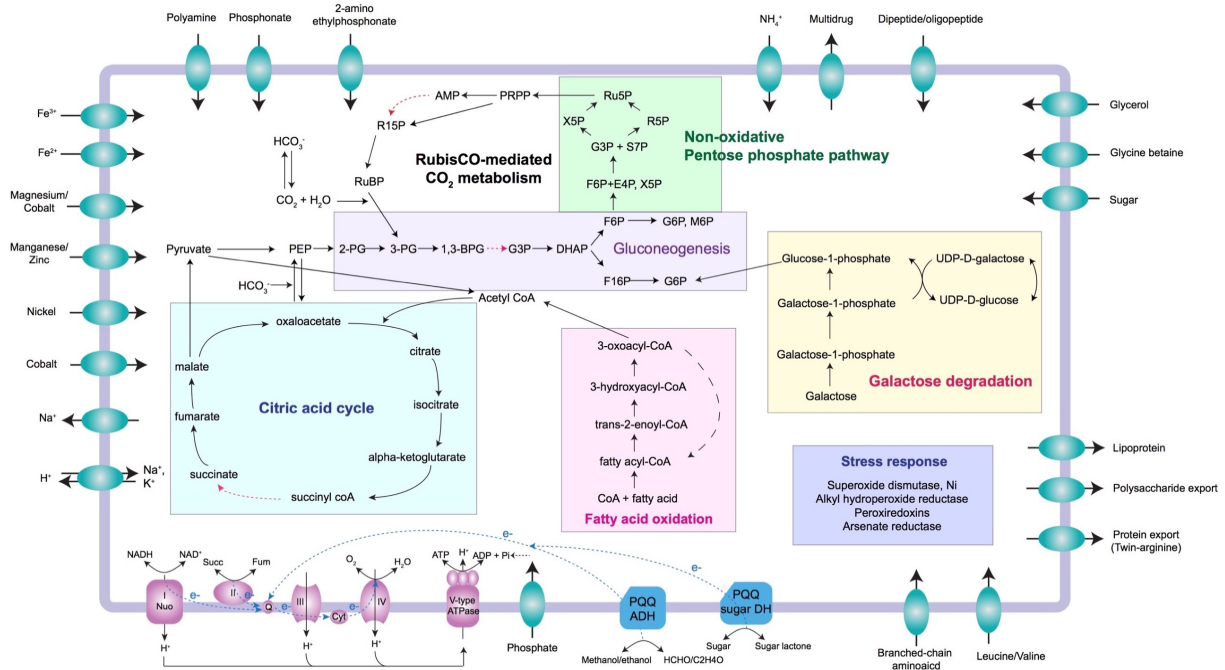 Polyamine
Phosphonate
2-amino
ethylphosphonate
NH₄⁺
Multidrug
Dipeptide/oligopeptide
Fe³⁺
Fe²⁺
Magnesium/
Cobalt
Manganese/
Zinc
Nickel
Cobalt
Na⁺
H⁺
Na⁺,
K⁺
Glycerol
Glycine betaine
Sugar
Lipoprotein
Polysaccharide export
Protein export
(Twin-arginine)
AMP
PRPP
Ru5P
R15P
X5P
R5P
G3P + S7P
F6P+E4P, X5P
Non-oxidative
Pentose phosphate pathway
HCO₃⁻
CO₂ + H₂O
RuBP
RubisCO-mediated
CO₂ metabolism
Pyruvate
PEP
2-PG
3-PG
1,3-BPG
G3P
DHAP
F6P
G6P, M6P
Gluconeogenesis
F16P
G6P
HCO₃⁻
Acetyl CoA
oxaloacetate
citrate
isocitrate
alpha-ketoglutarate
succinyl coA
succinate
fumarate
malate
Citric acid cycle
3-oxoacyl-CoA
3-hydroxyacyl-CoA
trans-2-enoyl-CoA
fatty acyl-CoA
CoA + fatty acid
Fatty acid oxidation
Glucose-1-phosphate
UDP-D-galactose
Galactose-1-phosphate
UDP-D-glucose
Galactose-1-phosphate
Galactose
Galactose degradation
Stress response
Superoxide dismutase, Ni
Alkyl hydroperoxide reductase
Peroxiredoxins
Arsenate reductase
NADH
NAD⁺
I
Nuo
e-
H⁺
Succ
Fum
II
e-
Q
e-
III
H⁺
Cyt
e-
O₂
H₂O
IV
H⁺
ATP
H⁺
ADP + Pi
V-type
ATPase
Phosphate
e-
PQQ
ADH
Methanol/ethanol
HCHO/C2H4O
e-
PQQ
sugar DH
Sugar
Sugar lactone
Branched-chain
aminoaicd
Leucine/Valine